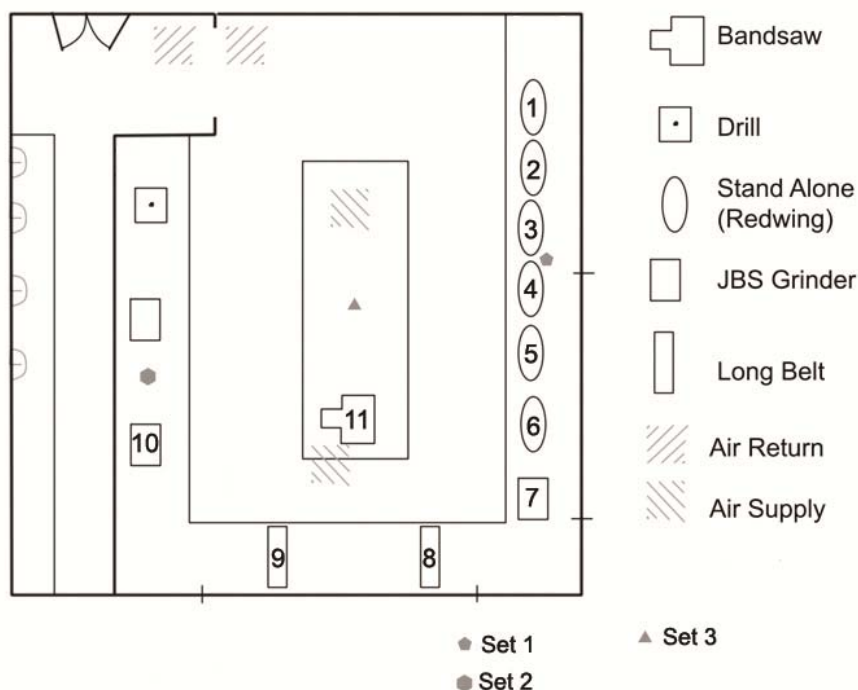 1
2
3
4
5
6
7
8
9
10
11
Bandsaw
Drill
Stand Alone
(Redwing)
JBS Grinder
Long Belt
Air Return
Air Supply
Set 1
Set 2
Set 3